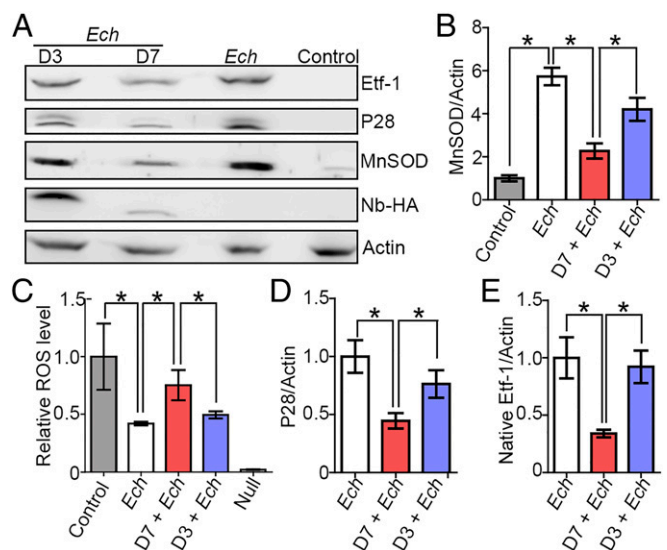 A
Ech
D3 D7 Ech Control
Etf-1
P28
MnSOD
Nb-HA
Actin
B
MnSOD/Actin
8
6
4
2
0
* * *
Control
Ech
D7 + Ech
D3 + Ech
C
Relative ROS level
1.5
1.0
0.5
0
* * *
Control
Ech
D7 + Ech
D3 + Ech
Null
D
P28/Actin
1.5
1.0
0.5
0
* *
Ech
D7 + Ech
D3 + Ech
E
Native Etf-1/Actin
1.5
1.0
0.5
0
* *
Ech
D7 + Ech
D3 + Ech